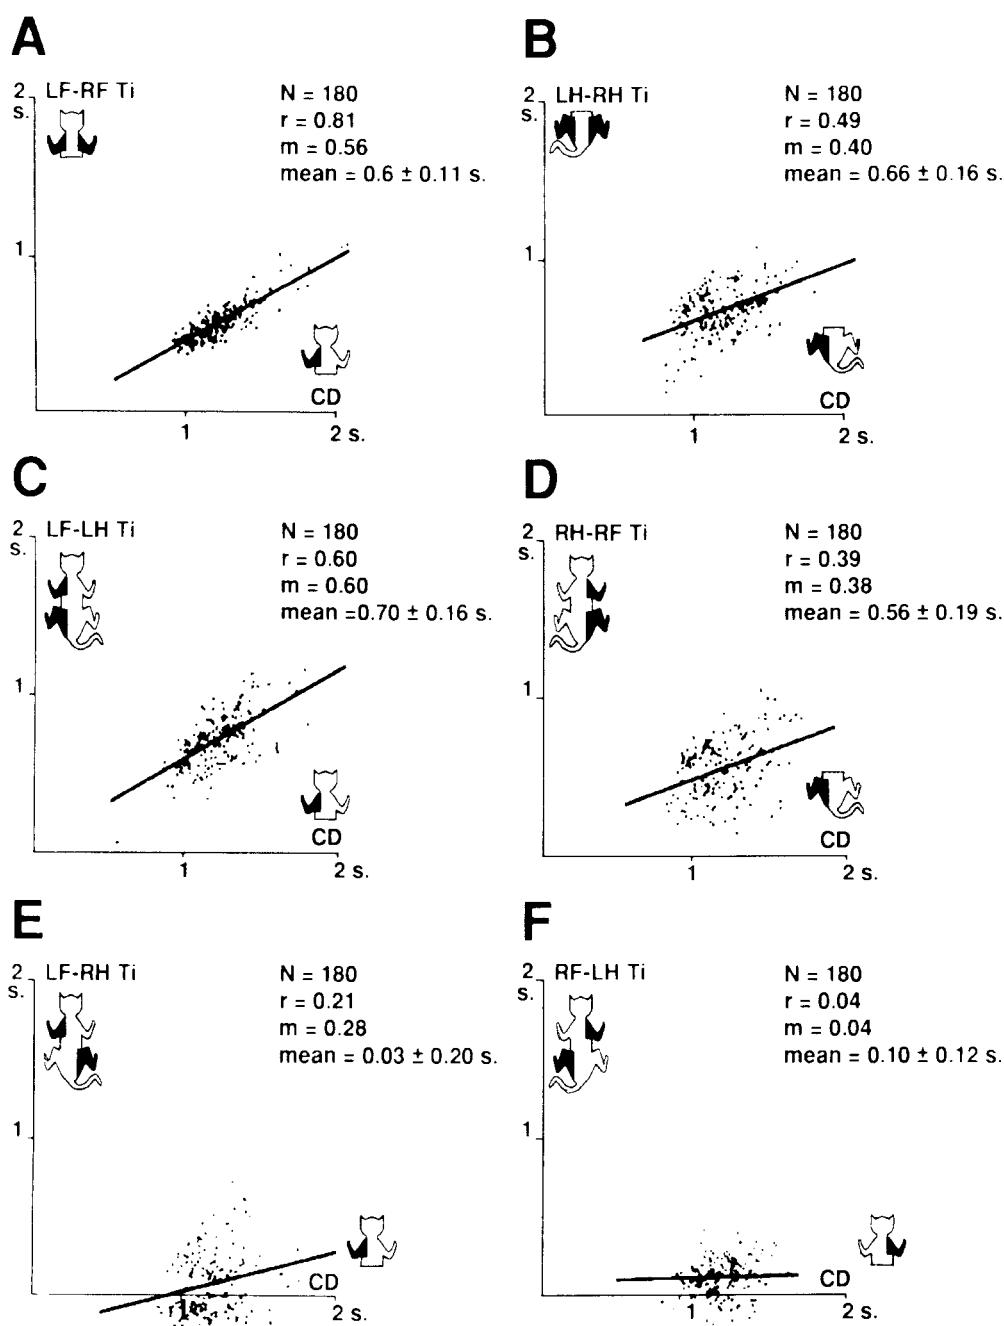 A
LF-RF Ti
N = 180
r = 0.81
m = 0.56
mean = 0.6 ± 0.11 s.
2
s.
1
CD
1
2 s.
B
LH-RH Ti
N = 180
r = 0.49
m = 0.40
mean = 0.66 ± 0.16 s.
2
s.
1
CD
1
2 s.
C
LF-LH Ti
N = 180
r = 0.60
m = 0.60
mean =0.70 ± 0.16 s.
2
s.
1
CD
1
2 s.
D
RH-RF Ti
N = 180
r = 0.39
m = 0.38
mean = 0.56 ± 0.19 s.
2
s.
1
CD
1
2 s.
E
LF-RH Ti
N = 180
r = 0.21
m = 0.28
mean = 0.03 ± 0.20 s.
2
s.
1
CD
1
2 s.
F
RF-LH Ti
N = 180
r = 0.04
m = 0.04
mean = 0.10 ± 0.12 s.
2
s.
1
CD
1
2 s.